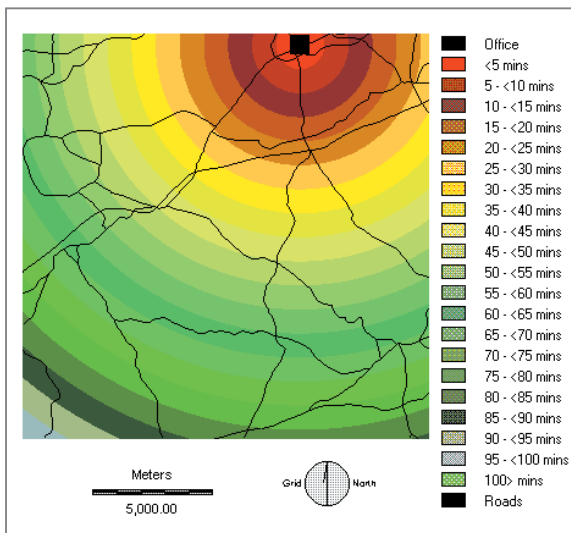 Office
<5 mins
5 - <10 mins
10 - <15 mins
15 - <20 mins
20 - <25 mins
25 - <30 mins
30 - <35 mins
35 - <40 mins
40 - <45 mins
45 - <50 mins
50 - <55 mins
55 - <60 mins
60 - <65 mins
65 - <70 mins
70 - <75 mins
75 - <80 mins
80 - <85 mins
85 - <90 mins
90 - <95 mins
95 - <100 mins
100> mins
Roads
Meters
5,000.00
Grid North